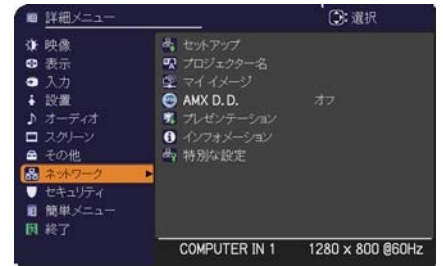 詳細メニュー
:選択
映像
表示
入力
設置
オーディオ
スクリーン
その他
ネットワーク
セキュリティ
簡単メニュー
終了
セットアップ
プロジェクター名
マイ イメージ
AMX D. D. オフ
プレゼンテーション
インフォメーション
特別な設定
COMPUTER IN 1 1280 x 800 @60Hz